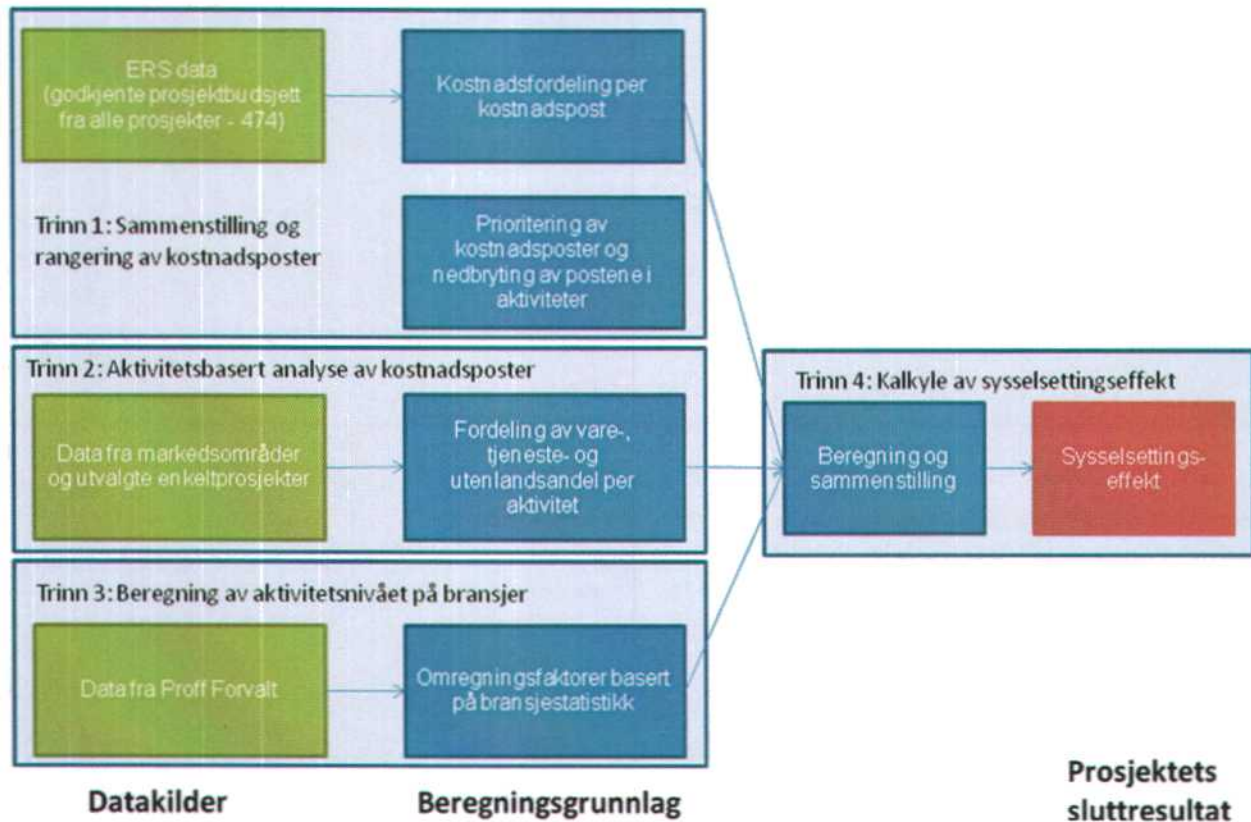 ERS data
(godkjente prosjektbudsjett
fra alle prosjekter - 474)
Kostnadsfordeling per
kostnadspost
Trinn 1: Sammenstilling og
rangering av kostnadsposter
Prioritering av
kostnadsposter og
nedbryting av postene i
aktiviteter
Trinn 2: Aktivitetsbasert analyse av kostnadsposter
Data fra markedsområder
og utvalgte enkeltprosjekter
Fordeling av vare-,
tjeneste- og
utenlandsandel per
aktivitet
Trinn 4: Kalkyle av sysselsettingseffekt
Beregning og
sammenstilling
Sysselsettings-
effekt
Trinn 3: Beregning av aktivitetsnivået på bransjer
Data fra Proff Forvalt
Omregningsfaktorer basert
på bransjestatistikk
Datakilder
Beregningsgrunnlag
Prosjektets
sluttresultat